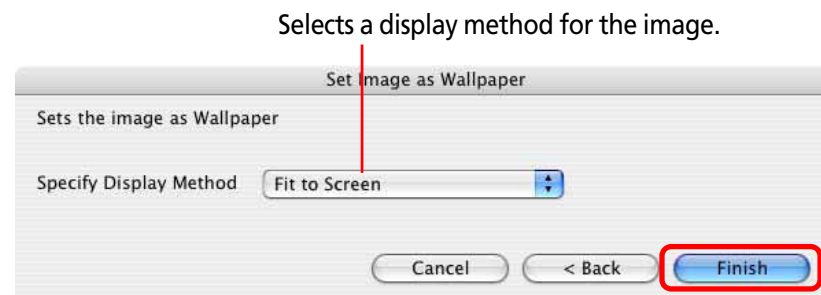 Selects a display method for the image.
Set Image as Wallpaper
Sets the image as Wallpaper
Specify Display Method Fit to Screen
Cancel < Back Finish